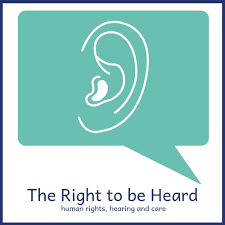 The Right to be Heard
human rights, hearing and care